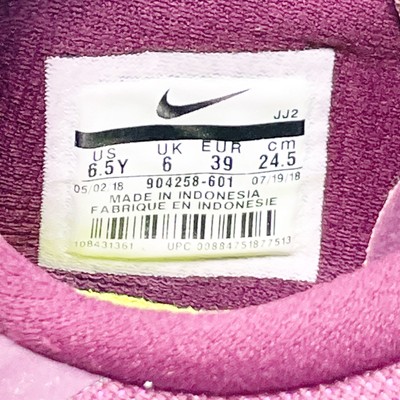 JJ2
US UK EUR cm
6.5Y 6 39 24.5
05/02/18 904258-601 07/19/18
MADE IN INDONESIA
FABRIQUE EN INDONESIE
108431361 UPC 00884751877513